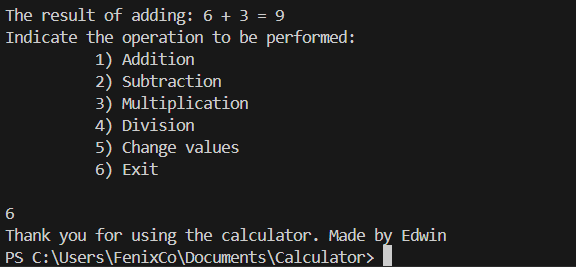 The result of adding: 6 + 3 = 9
Indicate the operation to be performed:
1) Addition
2) Subtraction
3) Multiplication
4) Division
5) Change values
6) Exit
6
Thank you for using the calculator. Made by Edwin
PS C:\Users\FenixCo\Documents\Calculator>